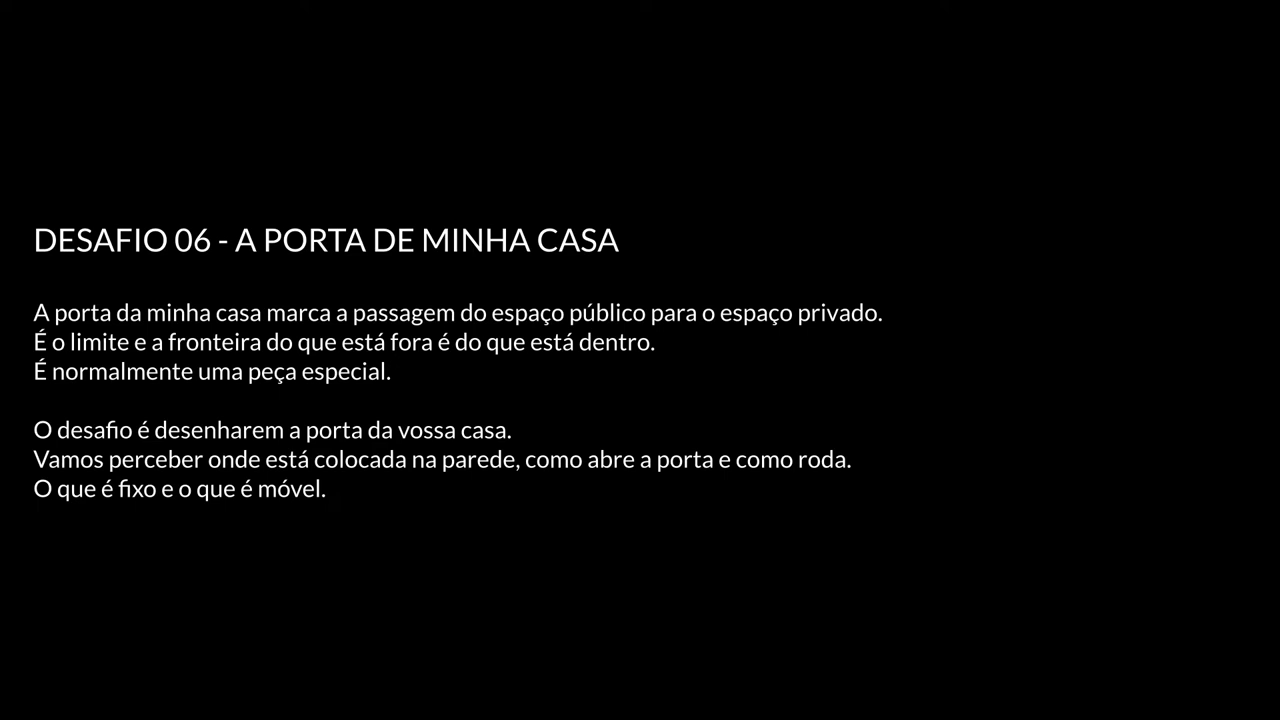 DESAFIO 06 - A PORTA DE MINHA CASA
A porta da minha casa marca a passagem do espaço público para o espaço privado.
É o limite e a fronteira do que está fora é do que está dentro.
É normalmente uma peça especial.
O desafio é desenharem a porta da vossa casa.
Vamos perceber onde está colocada na parede, como abre a porta e como roda.
O que é fixo e o que é móvel.